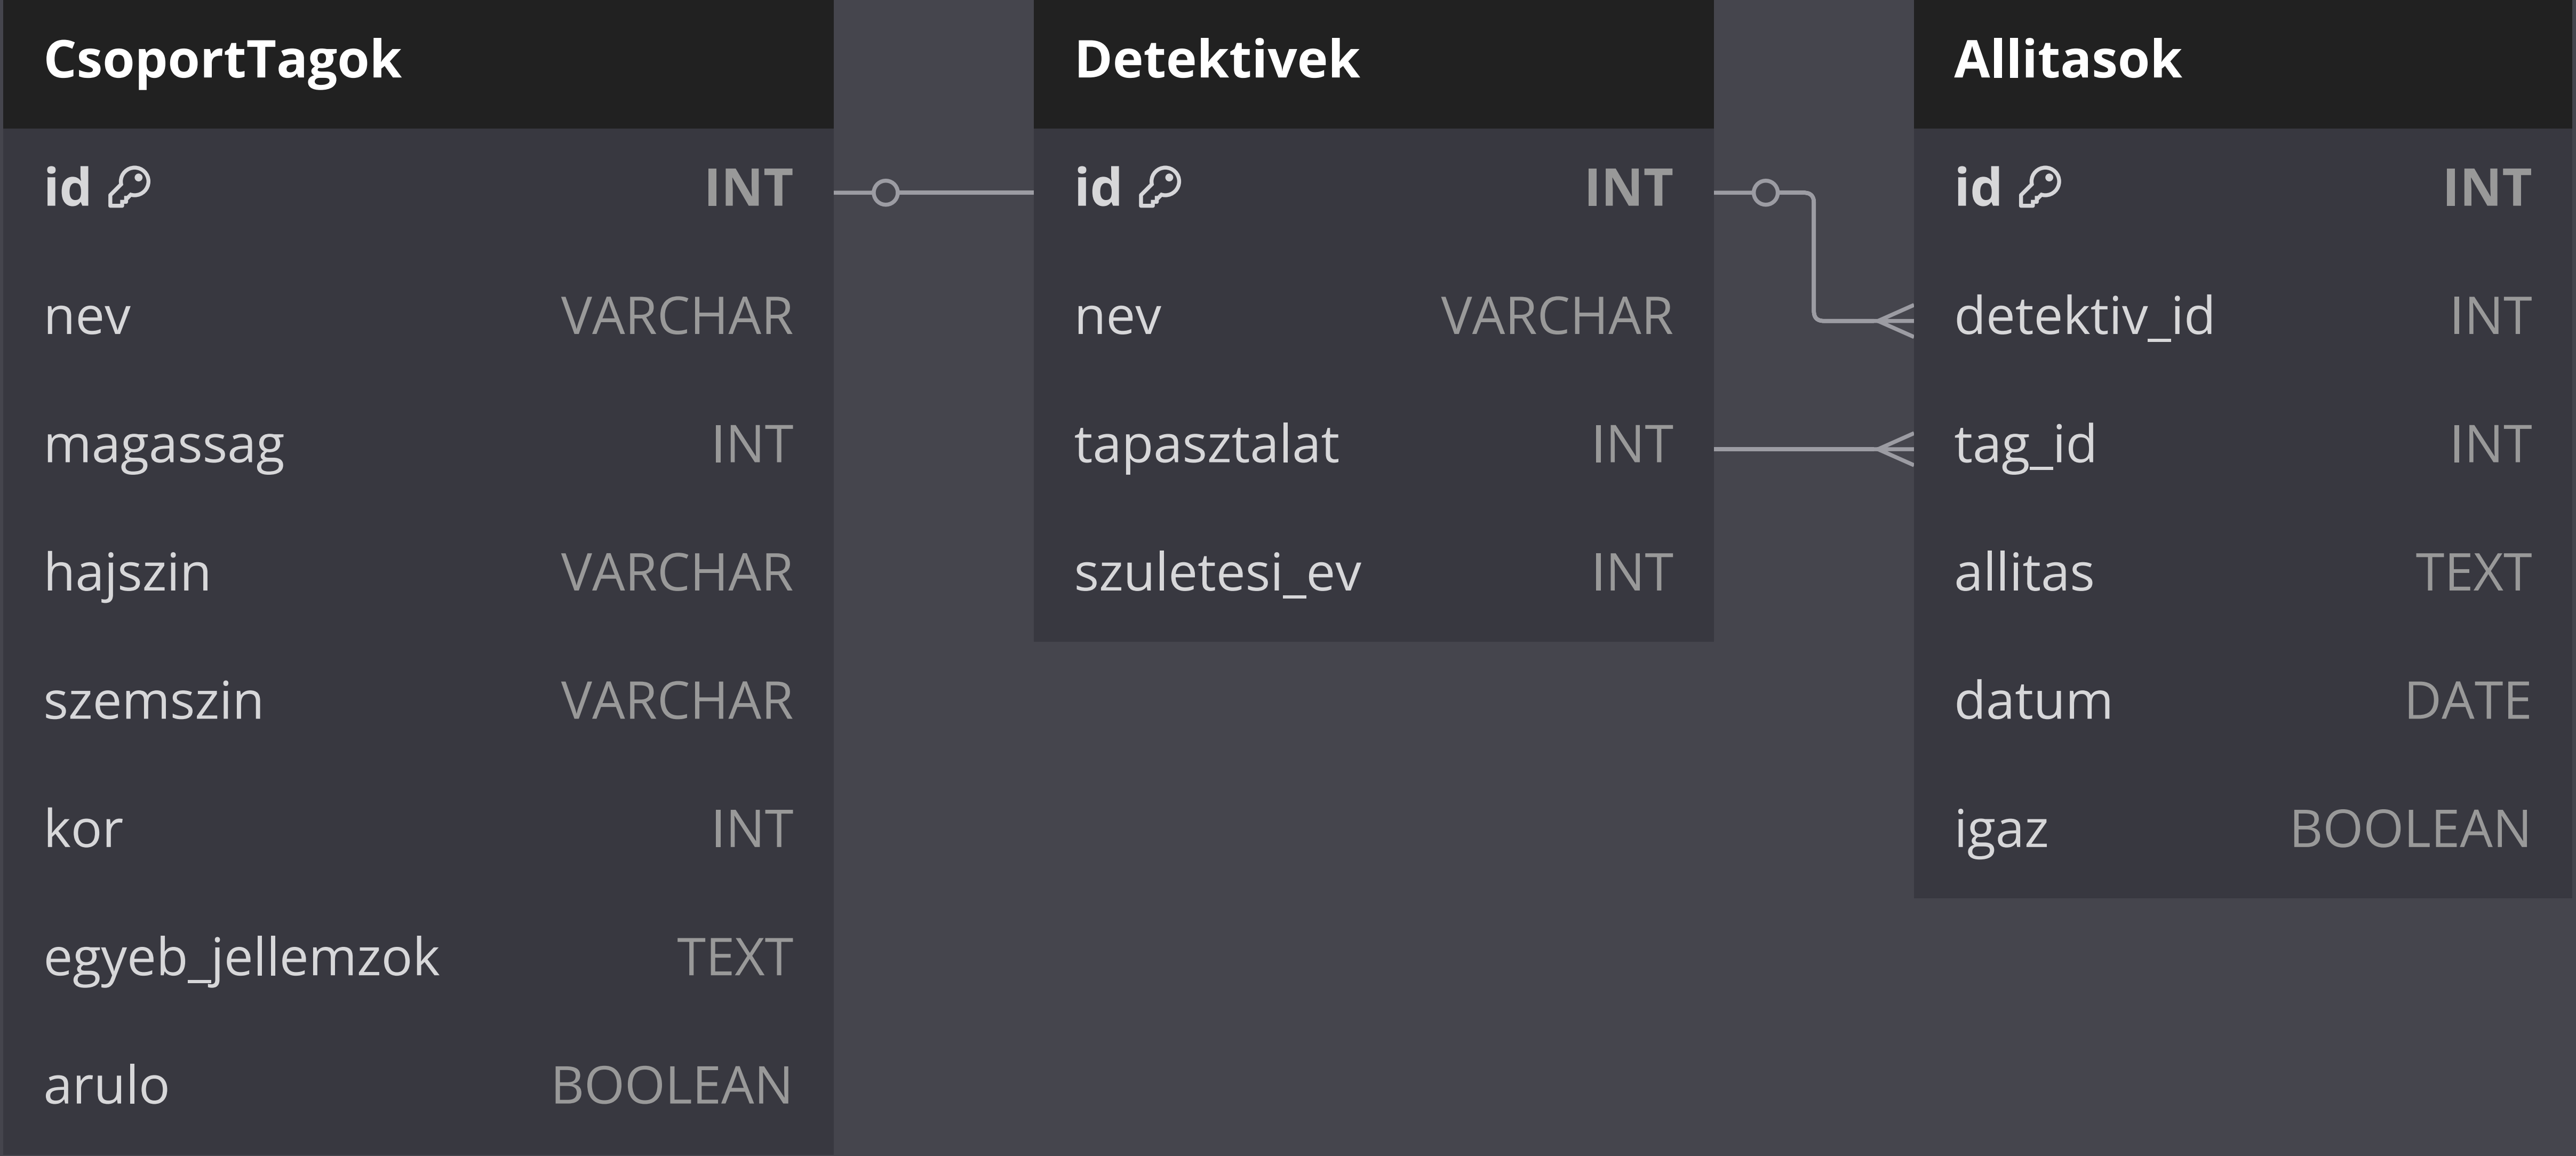 CsoportTagok
id INT
nev VARCHAR
magassag INT
hajszin VARCHAR
szemszin VARCHAR
kor INT
egyeb_jellemzok TEXT
arulo BOOLEAN
Detektivek
id INT
nev VARCHAR
tapasztalat INT
szuletesi_ev INT
Allitasok
id INT
detektiv_id INT
tag_id INT
allitas TEXT
datum DATE
igaz BOOLEAN